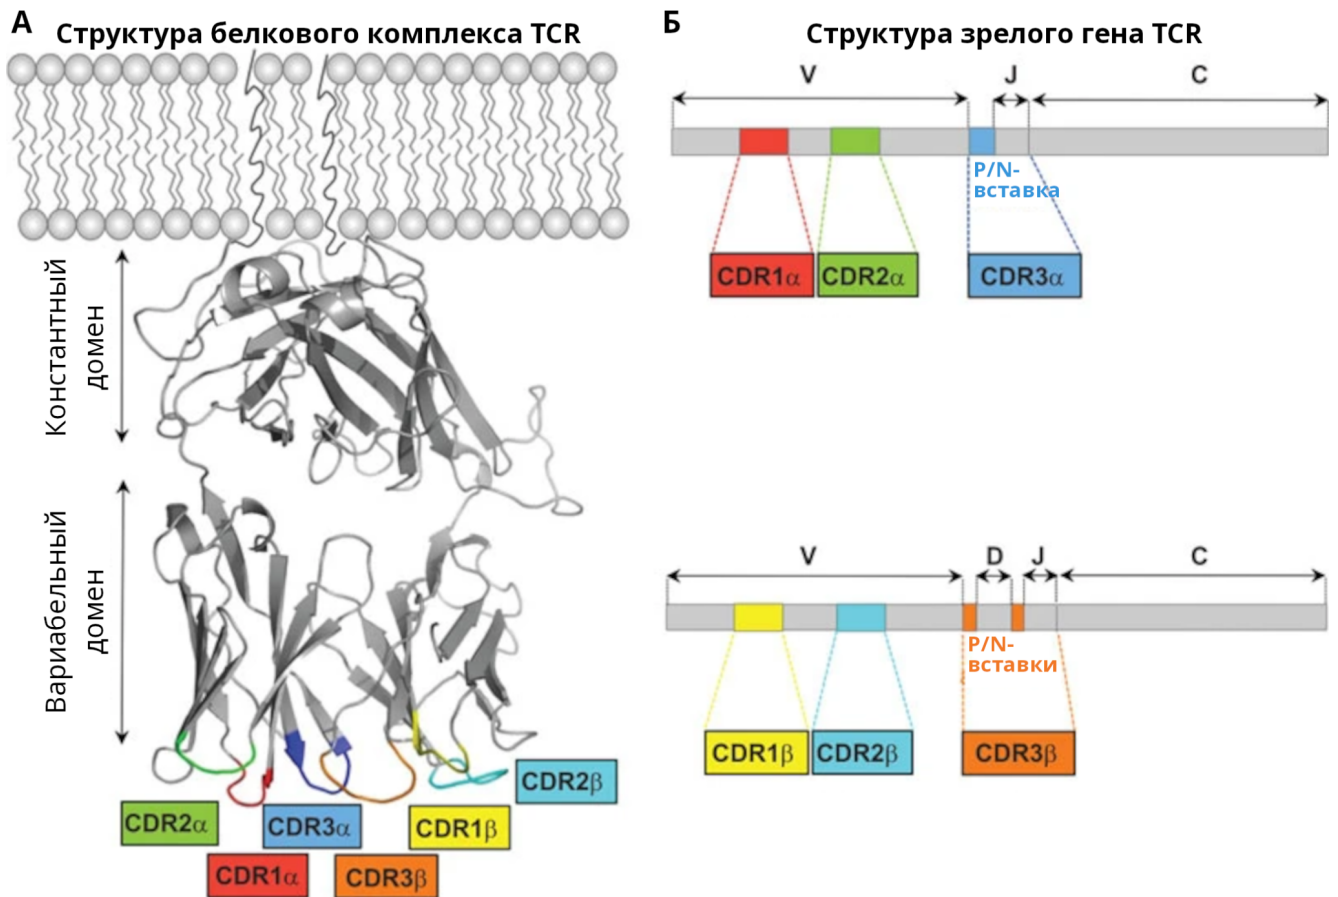 А
Структура белкового комплекса TCR
Константный
домен
Вариабельный
домен
CDR2α
CDR1α
CDR3α
CDR3β
CDR1β
CDR2β
Б
Структура зрелого гена TCR
V
J
C
P/N-
вставка
CDR1α
CDR2α
CDR3α
V
D
J
C
P/N-
вставки
CDR1β
CDR2β
CDR3β